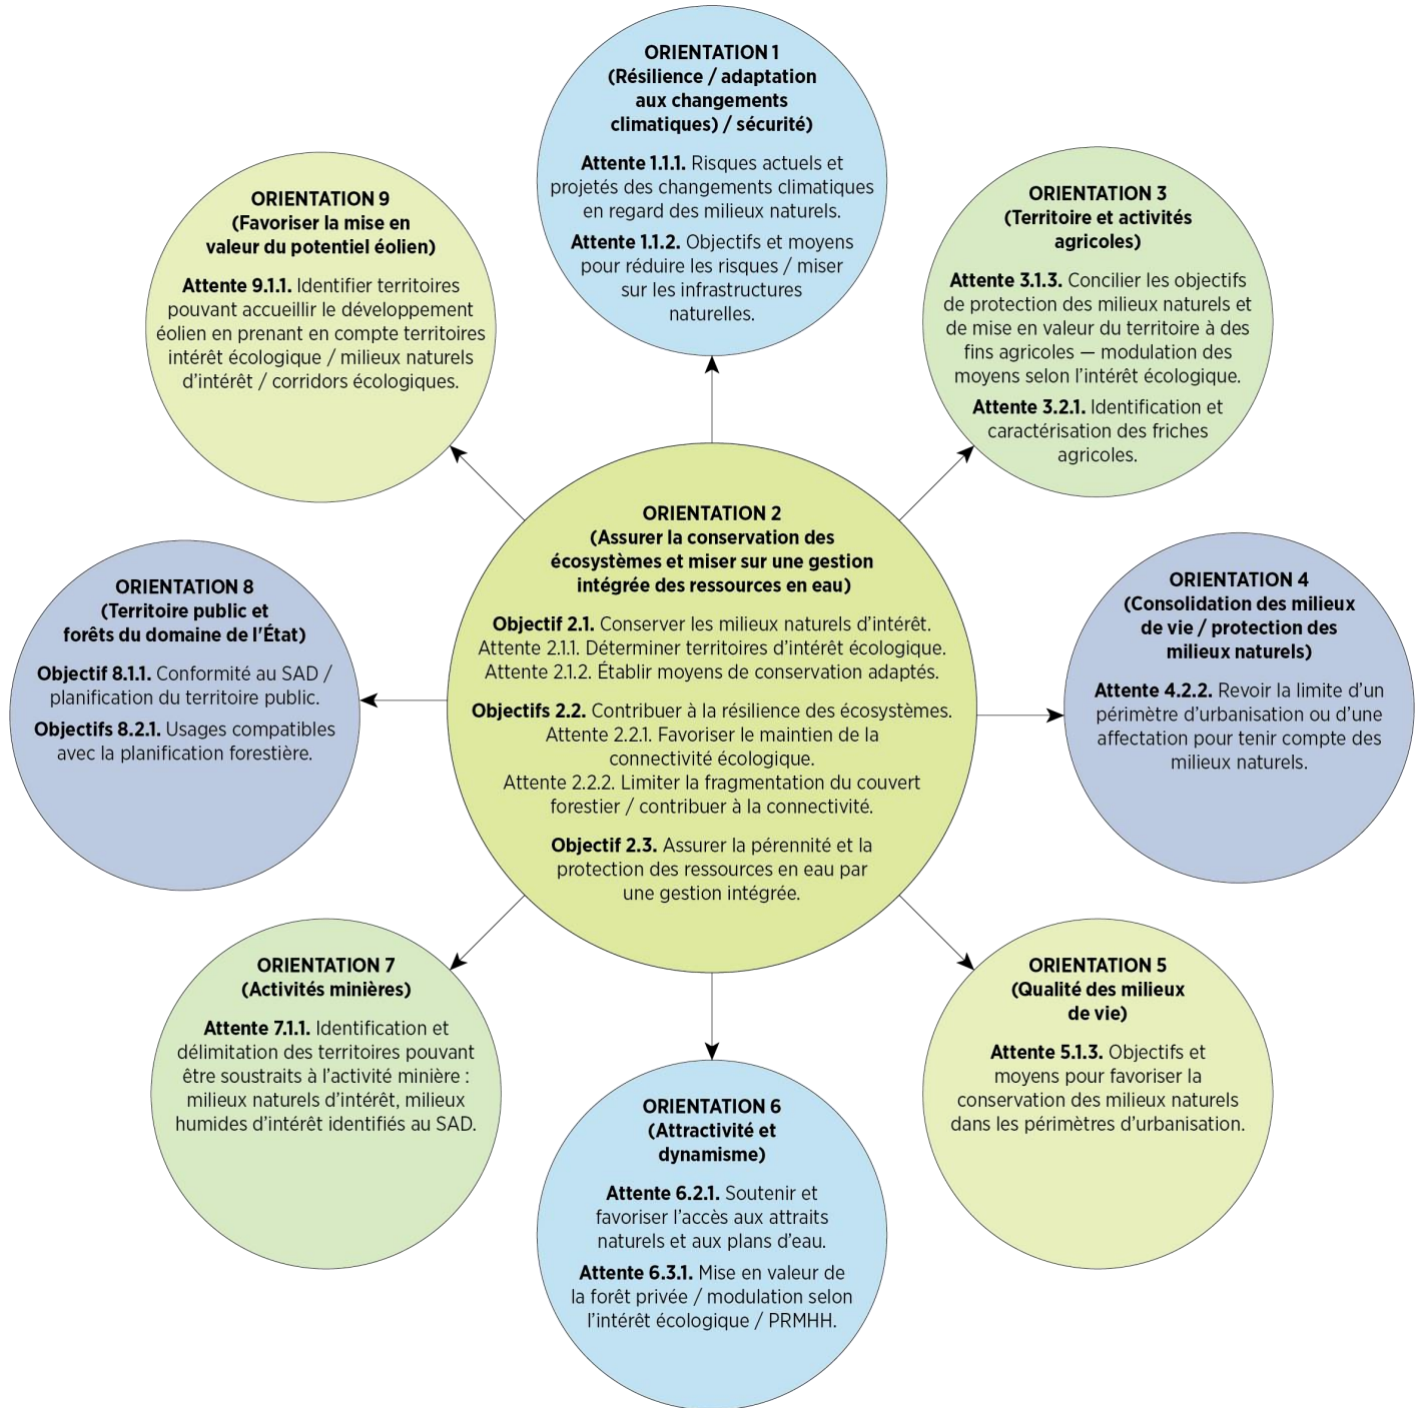 ORIENTATION 1
(Résilience / adaptation
aux changements
climatiques) / sécurité)
Attente 1.1.1. Risques actuels et
projetés des changements climatiques
en regard des milieux naturels.
Attente 1.1.2. Objectifs et moyens
pour réduire les risques / miser
sur les infrastructures
naturelles.
ORIENTATION 9
(Favoriser la mise en
valeur du potentiel éolien)
Attente 9.1.1. Identifier territoires
pouvant accueillir le développement
éolien en prenant en compte territoires
intérêt écologique / milieux naturels
d'intérêt / corridors écologiques.
ORIENTATION 3
(Territoire et activités
agricoles)
Attente 3.1.3. Concilier les objectifs
de protection des milieux naturels et
de mise en valeur du territoire à des
fins agricoles — modulation des
moyens selon l'intérêt écologique.
Attente 3.2.1. Identification et
caractérisation des friches
agricoles.
ORIENTATION 2
(Assurer la conservation des
écosystèmes et miser sur une gestion
intégrée des ressources en eau)
Objectif 2.1. Conserver les milieux naturels d'intérêt.
Attente 2.1.1. Déterminer territoires d'intérêt écologique.
Attente 2.1.2. Établir moyens de conservation adaptés.
Objectifs 2.2. Contribuer à la résilience des écosystèmes.
Attente 2.2.1. Favoriser le maintien de la
connectivité écologique.
Attente 2.2.2. Limiter la fragmentation du couvert
forestier / contribuer à la connectivité.
Objectif 2.3. Assurer la pérennité et la
protection des ressources en eau par
une gestion intégrée.
ORIENTATION 8
(Territoire public et
forêts du domaine de l'État)
Objectif 8.1.1. Conformité au SAD /
planification du territoire public.
Objectifs 8.2.1. Usages compatibles
avec la planification forestière.
ORIENTATION 4
(Consolidation des milieux
de vie / protection des
milieux naturels)
Attente 4.2.2. Revoir la limite d'un
périmètre d'urbanisation ou d'une
affectation pour tenir compte des
milieux naturels.
ORIENTATION 7
(Activités minières)
Attente 7.1.1. Identification et
délimitation des territoires pouvant
être soustraits à l'activité minière :
milieux naturels d'intérêt, milieux
humides d'intérêt identifiés au SAD.
ORIENTATION 5
(Qualité des milieux
de vie)
Attente 5.1.3. Objectifs et
moyens pour favoriser la
conservation des milieux naturels
dans les périmètres d'urbanisation.
ORIENTATION 6
(Attractivité et
dynamisme)
Attente 6.2.1. Soutenir et
favoriser l'accès aux attraits
naturels et aux plans d'eau.
Attente 6.3.1. Mise en valeur de
la forêt privée / modulation selon
l'intérêt écologique / PRMHH.